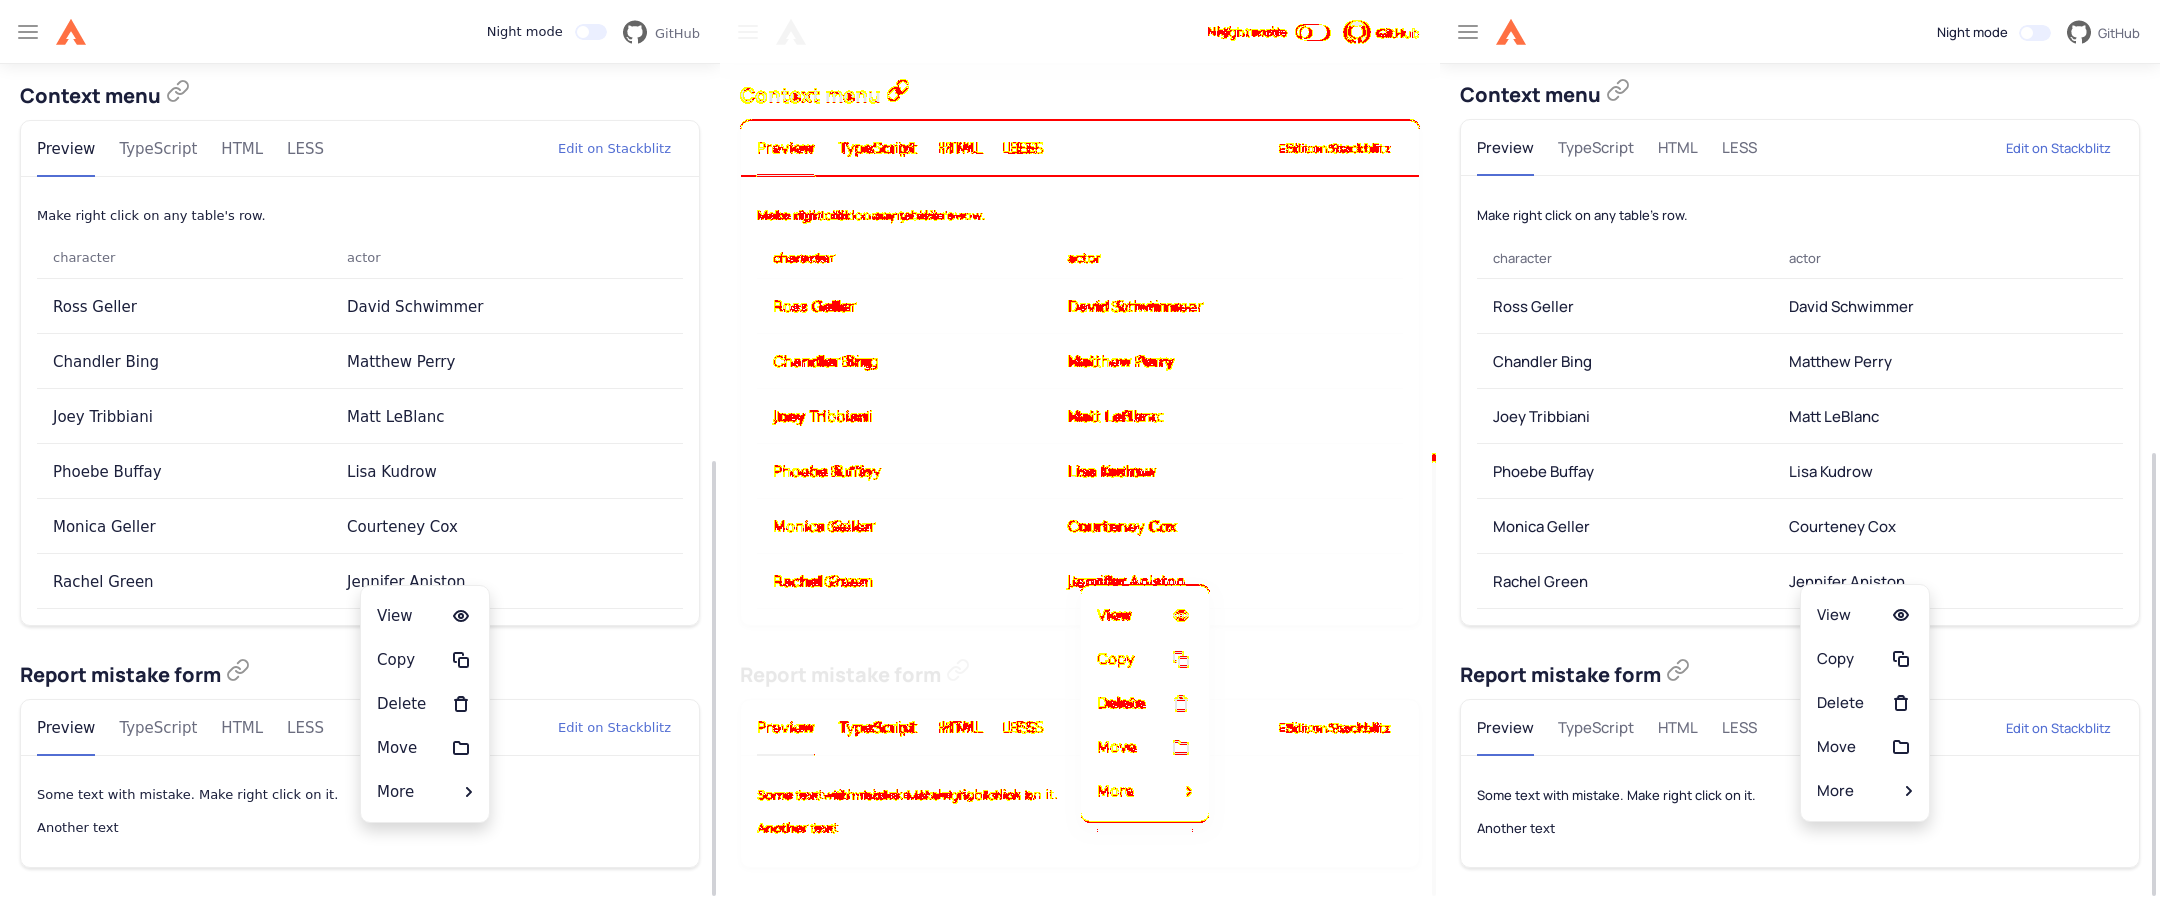 Night mode GitHub
Context menu
Preview TypeScript HTML LESS Edit on Stackblitz
Make right click on any table's row.
character actor
Ross Geller David Schwimmer
Chandler Bing Matthew Perry
Joey Tribbiani Matt LeBlanc
Phoebe Buffay Lisa Kudrow
Monica Geller Courteney Cox
Rachel Green Jennifer Aniston
View
Copy
Delete
Move
More
Report mistake form
Preview TypeScript HTML LESS Edit on Stackblitz
Some text with mistake. Make right click on it.
Another text
Night mode GitHub
Context menu
Preview TypeScript HTML LESS Edit on Stackblitz
Make right click on any table's row.
character actor
Ross Geller David Schwimmer
Chandler Bing Matthew Perry
Joey Tribbiani Matt LeBlanc
Phoebe Buffay Lisa Kudrow
Monica Geller Courteney Cox
Rachel Green Jennifer Aniston
View
Copy
Delete
Move
More
Report mistake form
Preview TypeScript HTML LESS Edit on Stackblitz
Some text with mistake. Make right click on it.
Another text
Night mode GitHub
Context menu
Preview TypeScript HTML LESS Edit on Stackblitz
Make right click on any table's row.
character actor
Ross Geller David Schwimmer
Chandler Bing Matthew Perry
Joey Tribbiani Matt LeBlanc
Phoebe Buffay Lisa Kudrow
Monica Geller Courteney Cox
Rachel Green Jennifer Aniston
View
Copy
Delete
Move
More
Report mistake form
Preview TypeScript HTML LESS Edit on Stackblitz
Some text with mistake. Make right click on it.
Another text